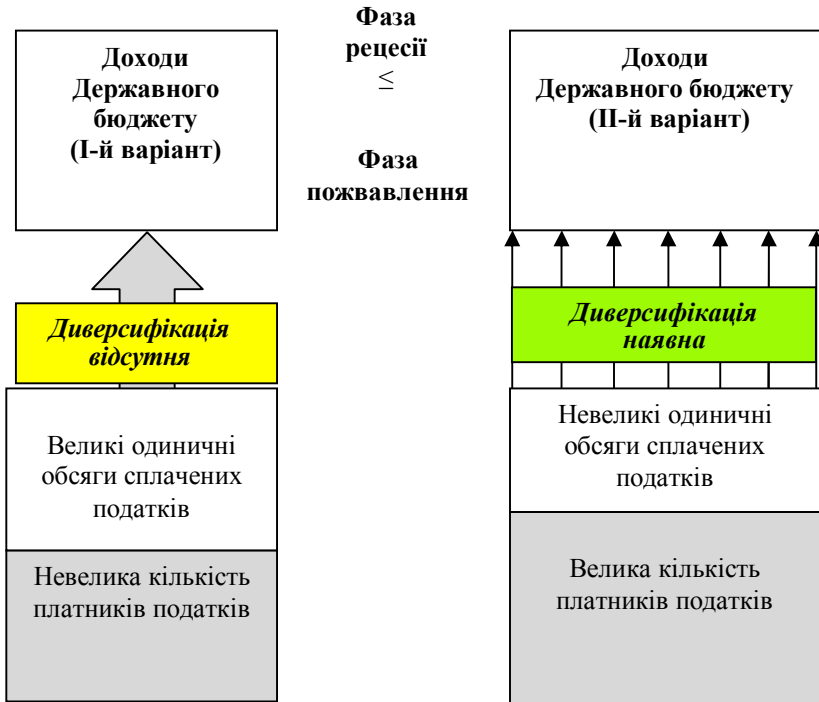 Доходи
Державного
бюджету
(І-й варіант)
Фаза
рецесії
≤
Фаза
пожвавлення
Доходи
Державного бюджету
(ІІ-й варіант)
Диверсифікація
відсутня
Диверсифікація
наявна
Великі одиничні
обсяги сплачених
податків
Невеликі одиничні
обсяги сплачених
податків
Невелика кількість
платників податків
Велика кількість
платників податків